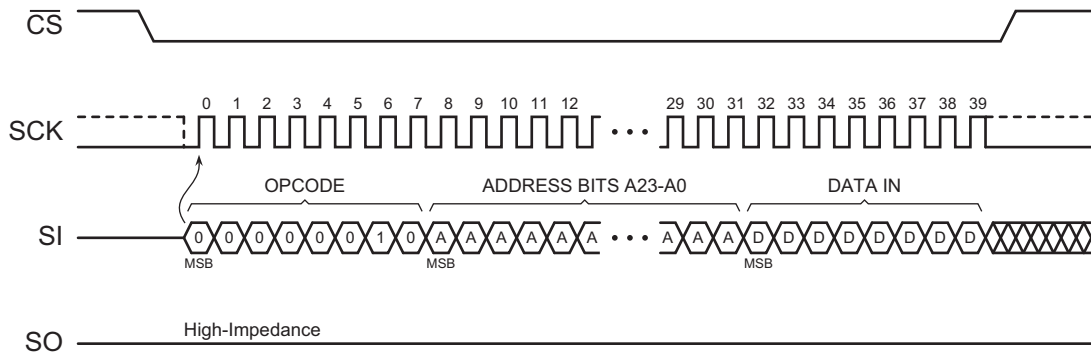 CS
0 1 2 3 4 5 6 7 8 9 10 11 12 29 30 31 32 33 34 35 36 37 38 39
SCK • • •
OPCODE ADDRESS BITS A23-A0 DATA IN
SI 0 0 0 0 0 0 1 0 A A A A A A • • • A A A D D D D D D D D
MSB MSB MSB
High-Impedance
SO